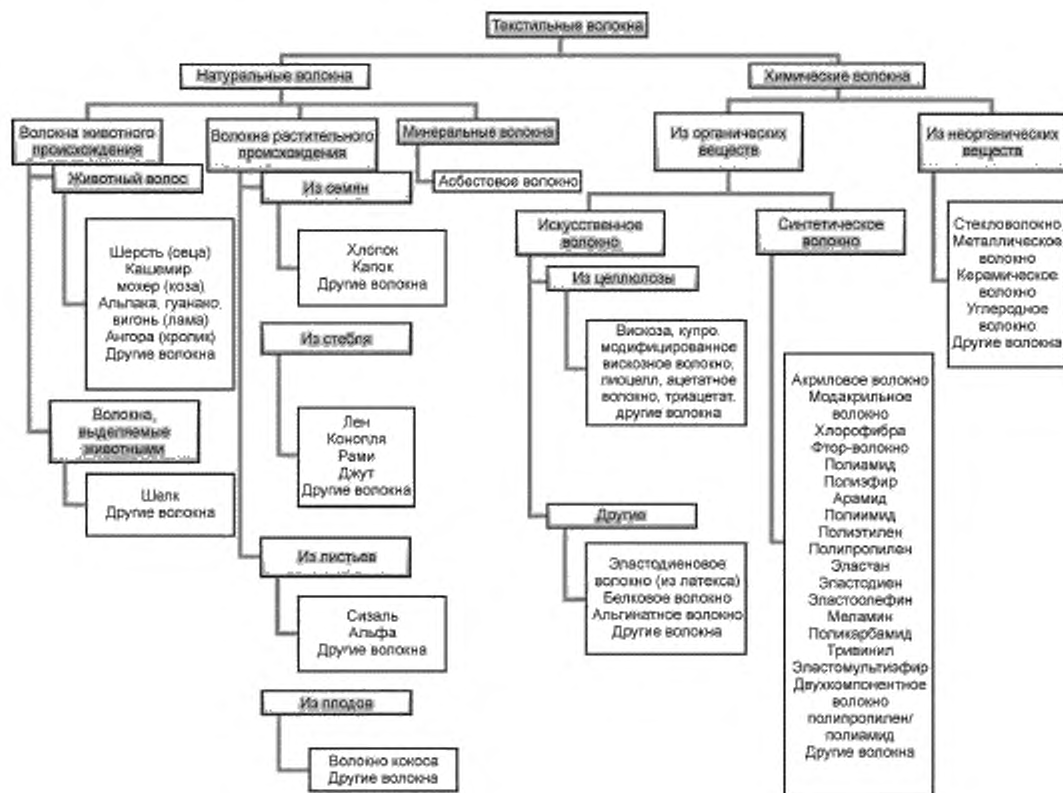 Текстильные волокна
Натуральные волокна
Химические волокна
Волокна животного
происхождения
Волокна растительного
происхождения
Минеральные волокна
Из органических
веществ
Из неорганических
веществ
Животный волос
Из семян
Асбестовое волокно
Искусственное
волокно
Синтетическое
волокно
Стекловолокно
Металлическое
волокно
Керамическое
волокно
Углеродное
волокно
Другие волокна
Шерсть (овца)
Кашемир
мохер (коза)
Альпака, гуанако,
вигонь (лама)
Ангора (кролик)
Другие волокна
Хлопок
Капок
Другие волокна
Из целлюлозы
Вискоза, купро.
модифицированное
вискозное волокно,
лиоцелл, ацетатное
волокно, триацетат.
другие волокна
Из стебля
Лен
Конопля
Рами
Джут
Другие волокна
Волокна,
выделяемые
животными
Шелк
Другие волокна
Акриловое волокно
Модакрильное
волокно
Хлорофибра
Фтор-волокно
Полиамид
Полиэфир
Арамид
Полиимид
Полиэтилен
Полипропилен
Эластан
Эластодиен
Эластоолефин
Меламин
Поликарбамид
Тривинил
Эластомультиэфир
Двухкомпонентное
волокно
полипропилен/
полиамид
Другие волокна
Другие
Эластодиеновое
волокно (из латекса)
Белковое волокно
Альгинатное волокно
Другие волокна
Из листьев
Сизаль
Альфа
Другие волокна
Из плодов
Волокно кокоса
Другие волокна